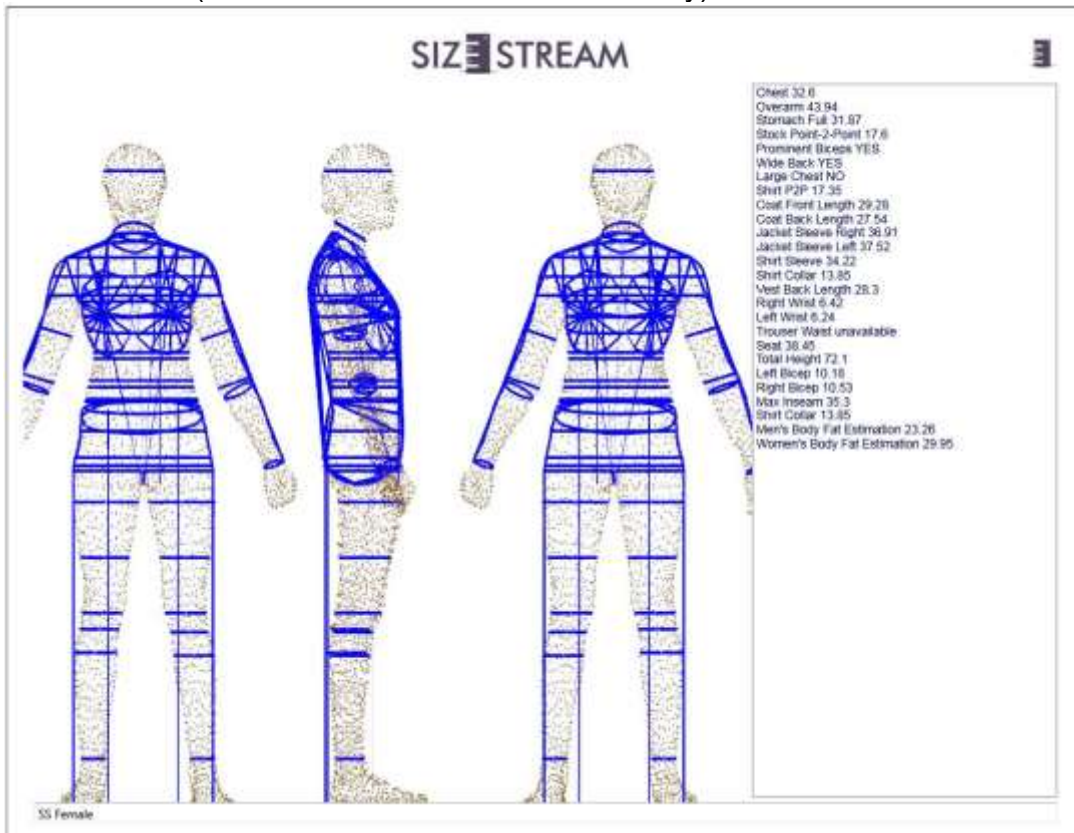 SIZE STREAM
Chest 32.6
Overarm 43.94
Stomach Full 31.87
Stock Point-2-Point 17.6
Prominent Biceps YES
Wide Back YES
Large Chest NO
Shirt P2P 17.35
Coat Front Length 29.28
Coat Back Length 27.54
Jacket Sleeve Right 36.91
Jacket Sleeve Left 37.52
Shirt Sleeve 34.22
Shirt Collar 13.85
Vest Back Length 28.3
Right Wrist 6.42
Left Wrist 6.24
Trouser Waist unavailable
Seat 38.45
Total Height 72.1
Left Bicep 10.18
Right Bicep 10.53
Max Inseam 35.3
Shirt Collar 13.85
Men's Body Fat Estimation 23.26
Women's Body Fat Estimation 29.95
SS Female